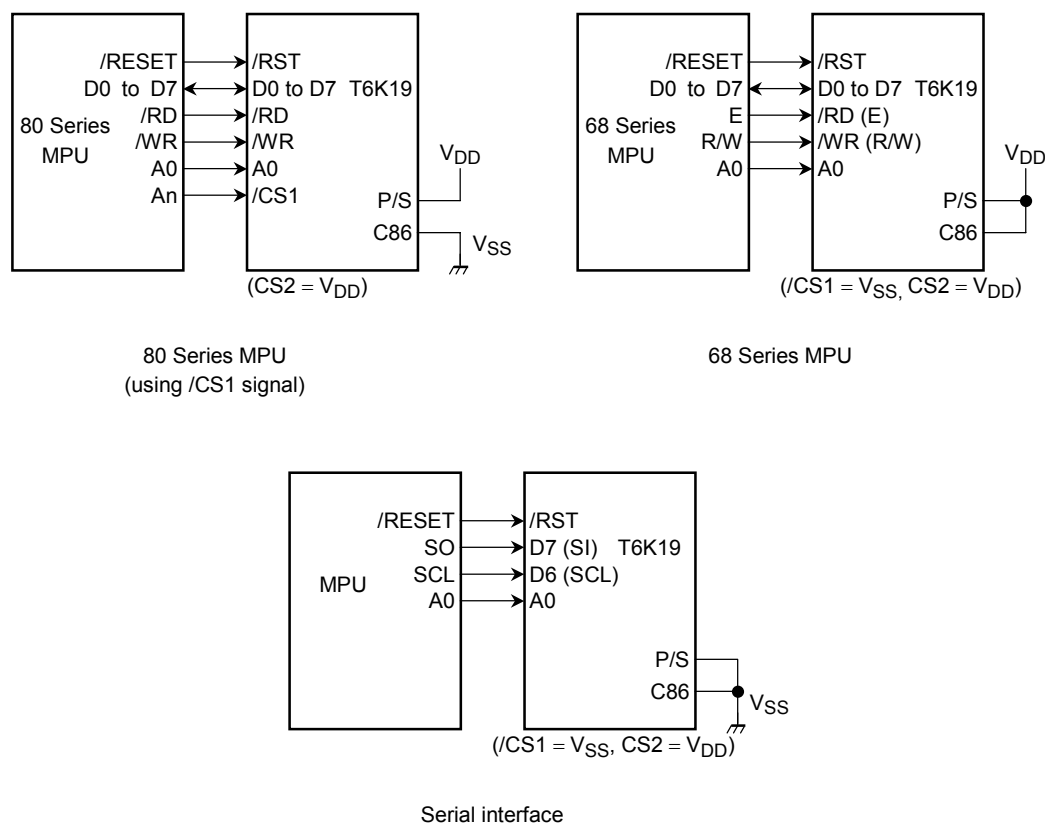 /RESET /RST
D0 to D7 D0 to D7 T6K19
/RD /RD
80 Series
MPU
/WR /WR
A0 A0
An /CS1
P/S
C86
VDD
VSS
(CS2 = VDD)
80 Series MPU
(using /CS1 signal)
/RESET /RST
D0 to D7 D0 to D7 T6K19
E /RD (E)
68 Series
MPU
R/W /WR (R/W)
A0 A0
VDD
P/S
C86
(/CS1 = VSS, CS2 = VDD)
68 Series MPU
/RESET /RST
SO D7 (SI) T6K19
MPU
SCL D6 (SCL)
A0 A0
P/S
C86
VSS
(/CS1 = VSS, CS2 = VDD)
Serial interface